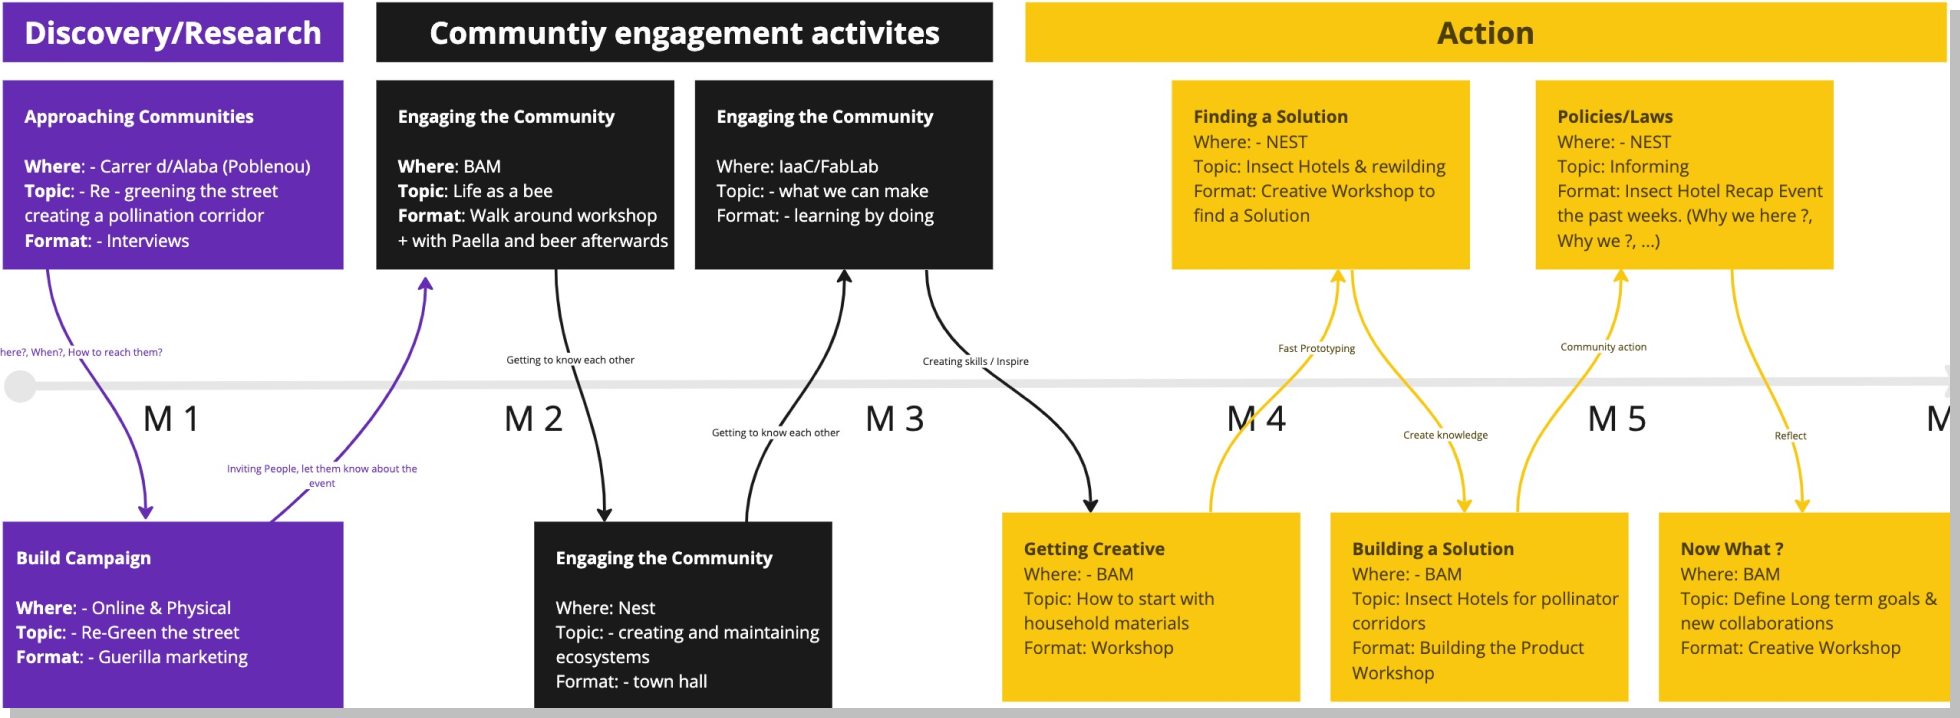 Discovery/Research
Communtiy engagement activites
Action
Approaching Communities
Where: - Carrer d/Alaba (Poblenou)
Topic: - Re - greening the street
creating a pollination corridor
Format: - Interviews
Engaging the Community
Where: BAM
Topic: Life as a bee
Format: Walk around workshop
+ with Paella and beer afterwards
Engaging the Community
Where: IaaC/FabLab
Topic: - what we can make
Format: - learning by doing
Finding a Solution
Where: - NEST
Topic: Insect Hotels & rewilding
Format: Creative Workshop to
find a Solution
Policies/Laws
Where: - NEST
Topic: Informing
Format: Insect Hotel Recap Event
the past weeks. (Why we here ?,
Why we ?, ...)
here?, When?, How to reach them?
Getting to know each other
Creating skills / Inspire
Fast Prototyping
Community action
M 1
M 2
M 3
M 4
M 5
M
Getting to know each other
Create knowledge
Reflect
Inviting People, let them know about the
event
Build Campaign
Where: - Online & Physical
Topic: - Re-Green the street
Format: - Guerilla marketing
Engaging the Community
Where: Nest
Topic: - creating and maintaining
ecosystems
Format: - town hall
Getting Creative
Where: - BAM
Topic: How to start with
household materials
Format: Workshop
Building a Solution
Where: - BAM
Topic: Insect Hotels for pollinator
corridors
Format: Building the Product
Workshop
Now What ?
Where: BAM
Topic: Define Long term goals &
new collaborations
Format: Creative Workshop